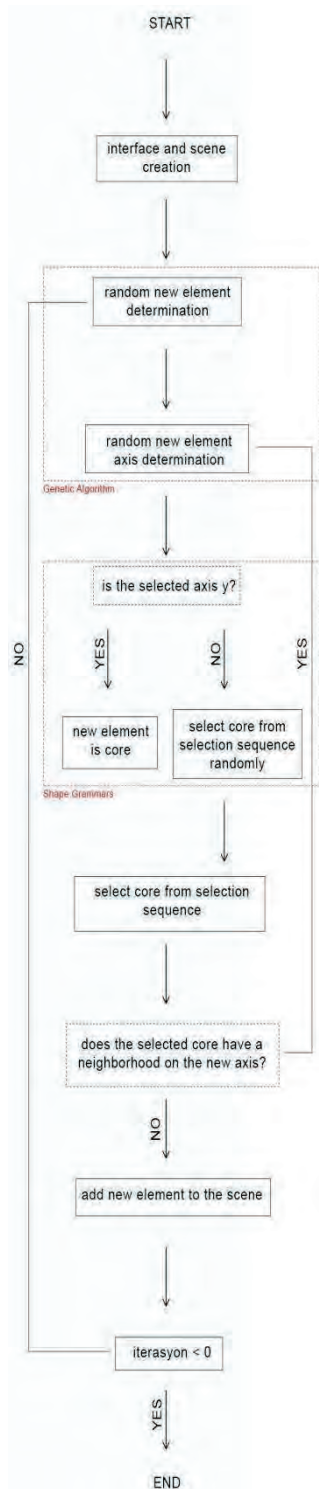 START
interface and scene
creation
random new element
determination
random new element
axis determination
Genetic Algorithm
is the selected axis y?
NO
YES
NO
YES
new element
is core
select core from
selection sequence
randomly
Shape Grammars
select core from selection
sequence
does the selected core have a
neighborhood on the new axis?
NO
add new element to the scene
iterasyon < 0
YES
END